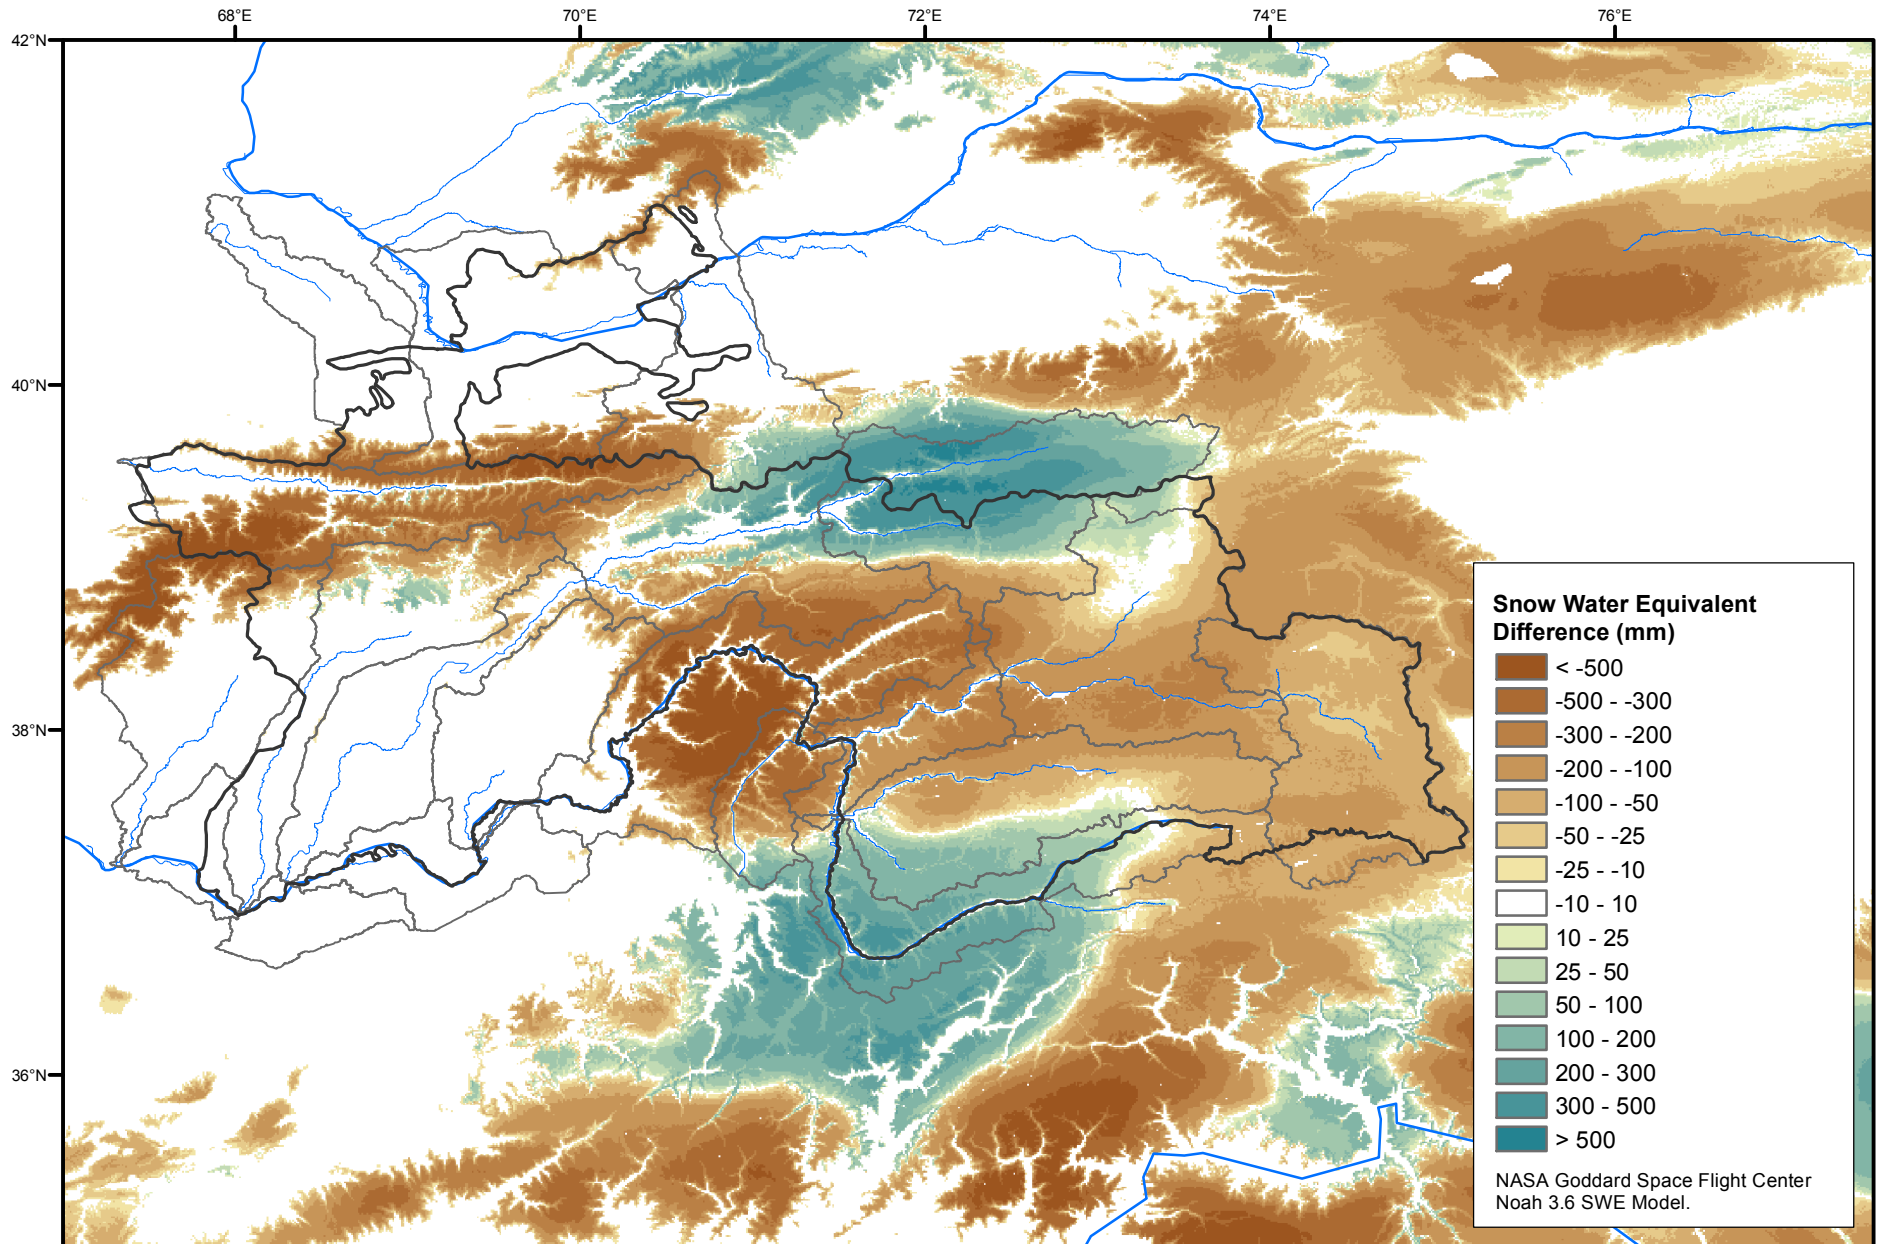 68°E
70°E
72°E
74°E
76°E
42°N
40°N
38°N
36°N
Snow Water Equivalent
Difference (mm)
< -500
-500 - -300
-300 - -200
-200 - -100
-100 - -50
-50 - -25
-25 - -10
-10 - 10
10 - 25
25 - 50
50 - 100
100 - 200
200 - 300
300 - 500
> 500
NASA Goddard Space Flight Center
Noah 3.6 SWE Model.